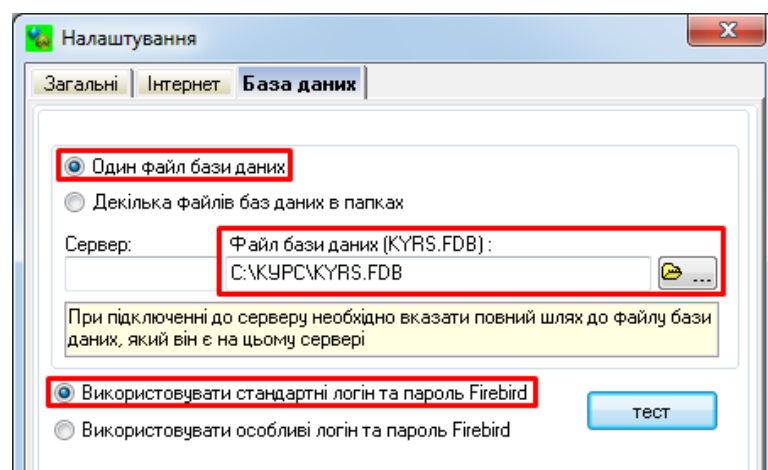 Налаштування
Загальні Інтернет База даних
Один файл бази даних
Декілька файлів баз даних в папках
Сервер: Файл бази даних (KYRS.FDB) :
C:\КУРС\KYRS.FDB ...
При підключенні до серверу необхідно вказати повний шлях до файлу бази
даних, який він є на цьому сервері
Використовувати стандартні логін та пароль Firebird
тест
Використовувати особливі логін та пароль Firebird